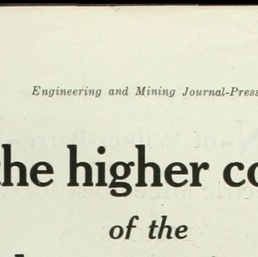 Engineering and Mining Journal-Press
the higher co
of the